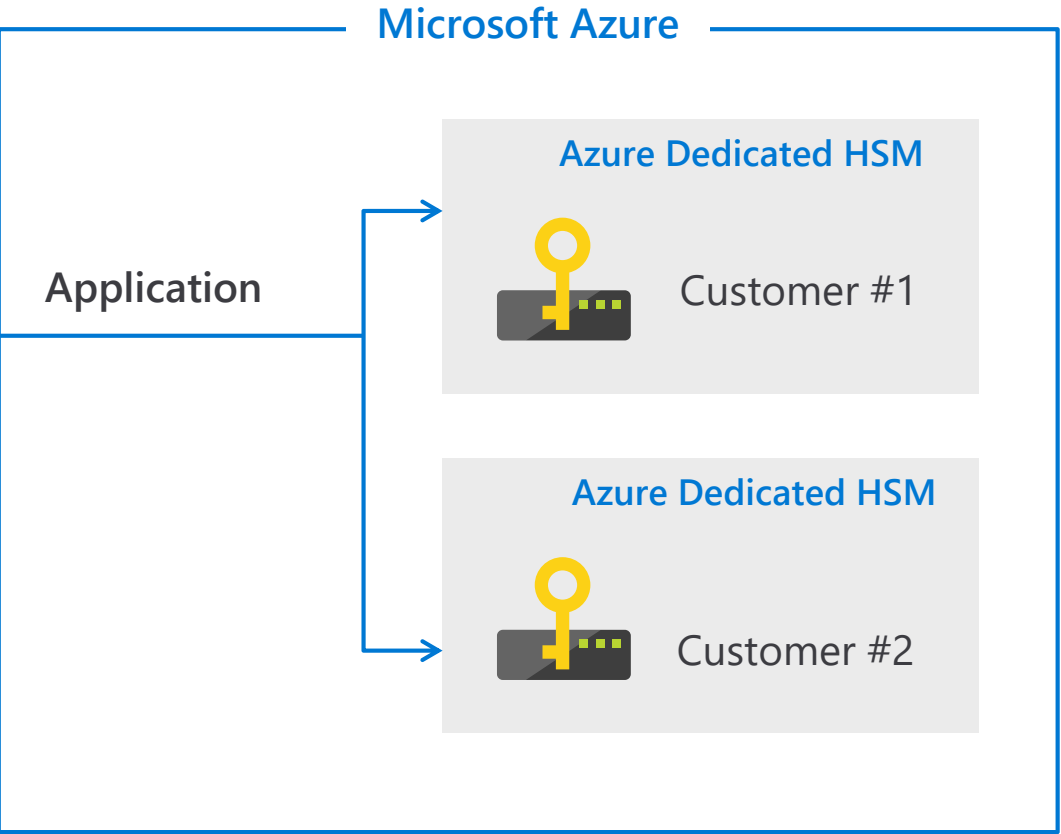 Microsoft Azure
Azure Dedicated HSM
Application
Customer #1
Azure Dedicated HSM
Customer #2